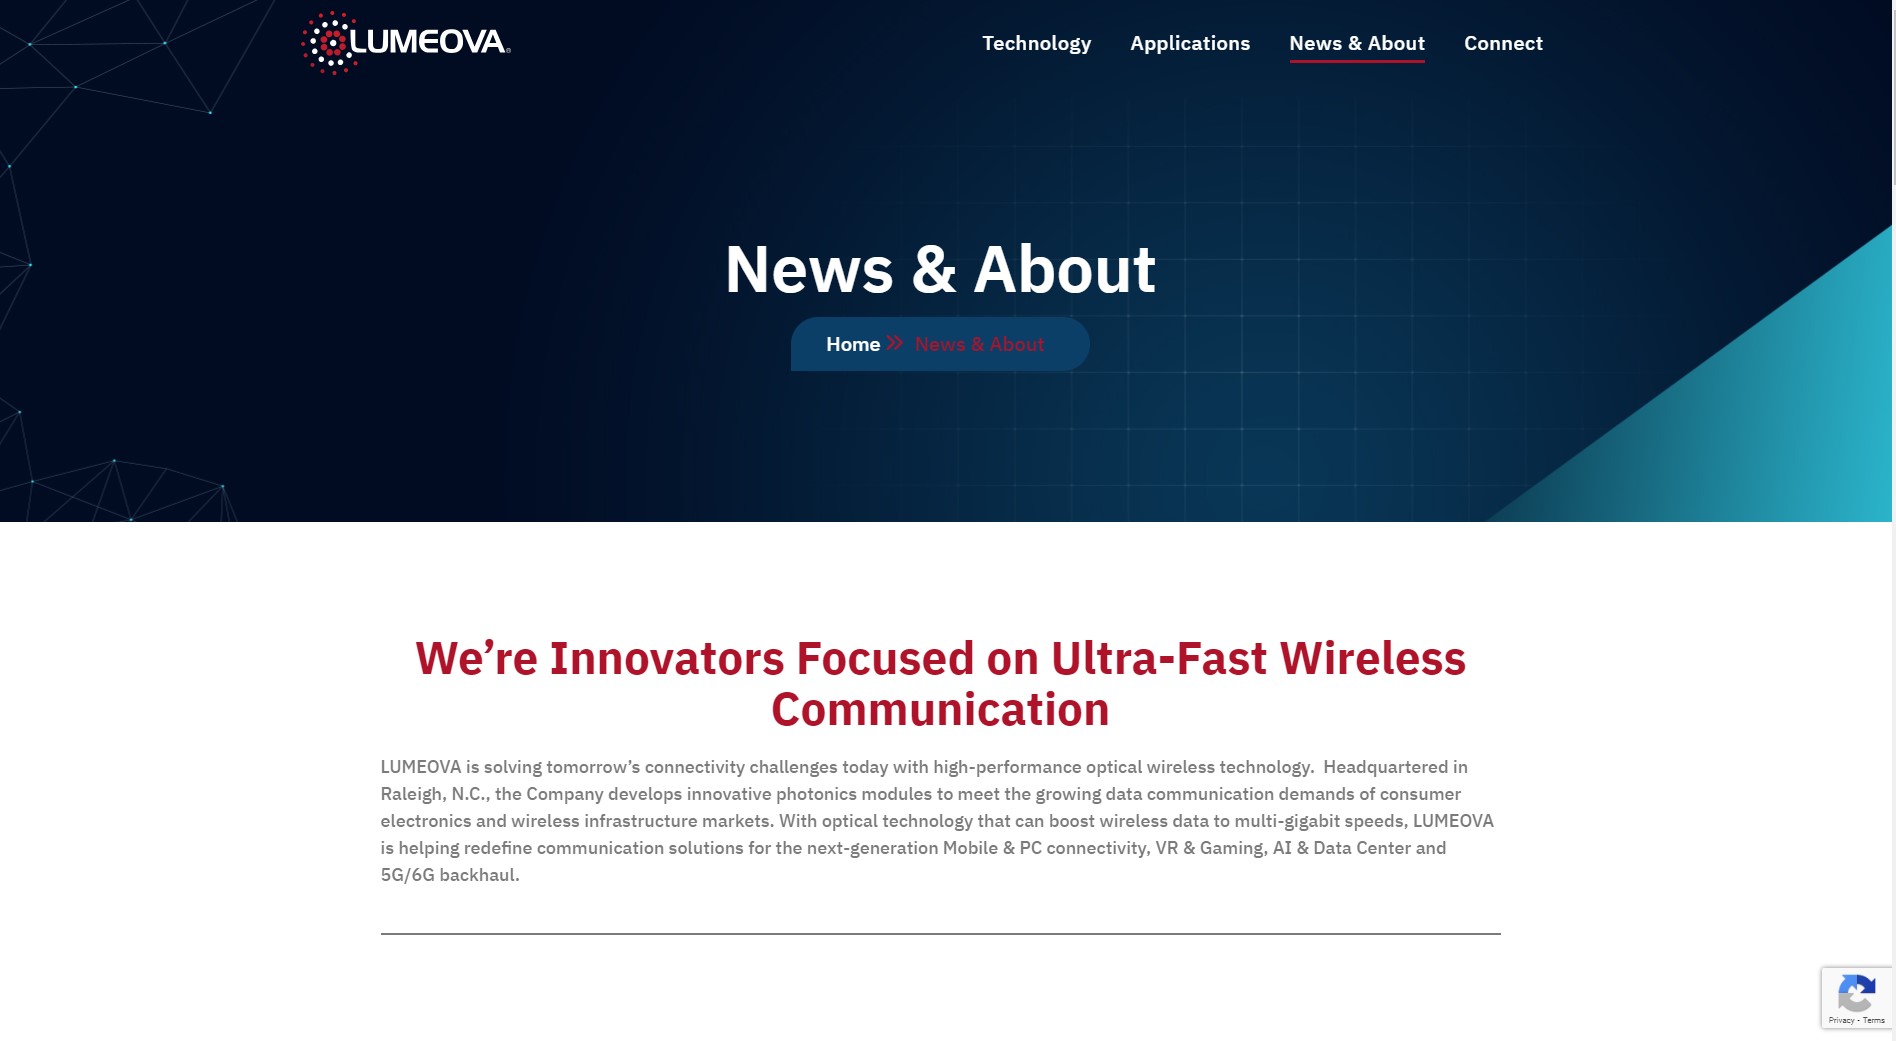 LUMEOVA
Technology
Applications
News & About
Connect
News & About
Home » News & About
We’re Innovators Focused on Ultra-Fast Wireless
Communication
LUMEOVA is solving tomorrow’s connectivity challenges today with high-performance optical wireless technology.  Headquartered in
Raleigh, N.C., the Company develops innovative photonics modules to meet the growing data communication demands of consumer
electronics and wireless infrastructure markets. With optical technology that can boost wireless data to multi-gigabit speeds, LUMEOVA
is helping redefine communication solutions for the next-generation Mobile & PC connectivity, VR & Gaming, AI & Data Center and
5G/6G backhaul.
Privacy - Terms